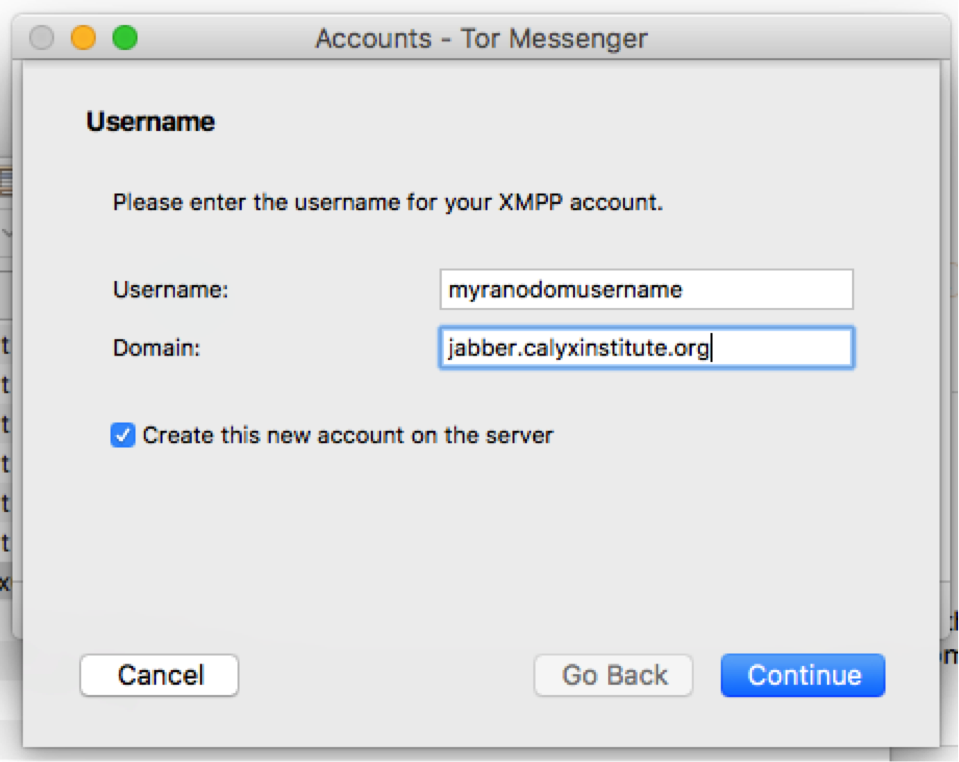 Accounts - Tor Messenger
Username
Please enter the username for your XMPP account.
Username: myranodomusername
Domain: jabber.calyxinstitute.org
Create this new account on the server
Cancel Go Back Continue